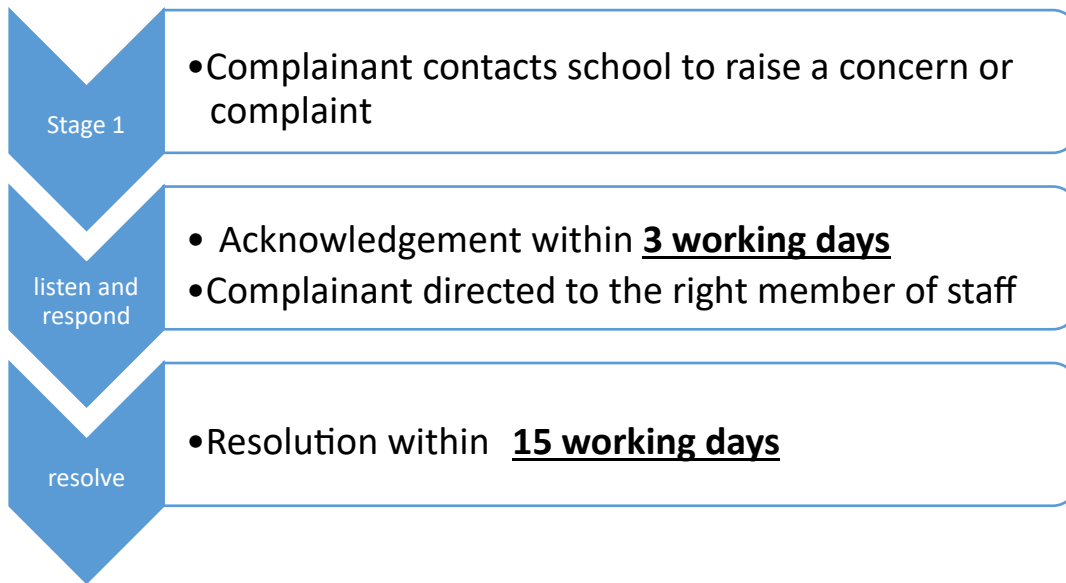 Stage 1
•Complainant contacts school to raise a concern or
complaint
listen and
respond
• Acknowledgement within 3 working days
•Complainant directed to the right member of staff
resolve
•Resolution within 15 working days